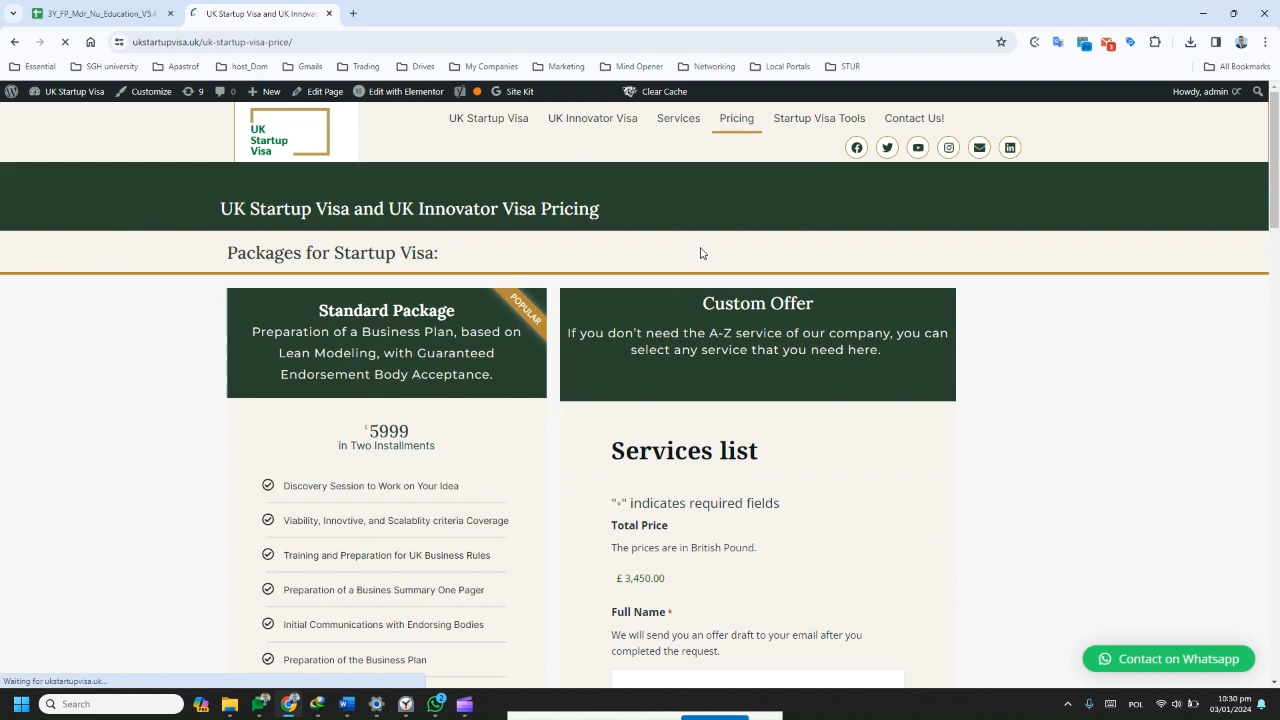 3Y_FP_Mdr_Nu_Education_V5.
UK Startup Visa and UK Innova
ukstartupvisa.uk/uk-startup-visa-price/
Essential
SGH university
Apastrof
host_Dom
Gmails
Trading
Drives
My Companies
Marketing
Mind Opener
Networking
Local Portals
STUR
All Bookmarks
UK Startup Visa
Customize
9
0
New
Edit Page
Edit with Elementor
Site Kit
Clear Cache
Howdy, admin
UK
Startup
Visa
UK Startup Visa
UK Innovator Visa
Services
Pricing
Startup Visa Tools
Contact Us!
UK Startup Visa and UK Innovator Visa Pricing
Packages for Startup Visa:
Standard Package
POPULAR
Preparation of a Business Plan, based on
Lean Modeling, with Guaranteed
Endorsement Body Acceptance.
£5999
in Two Installments
Discovery Session to Work on Your Idea
Viability, Innovtive, and Scalablity criteria Coverage
Training and Preparation for UK Business Rules
Preparation of a Busines Summary One Pager
Initial Communications with Endorsing Bodies
Preparation of the Business Plan
Custom Offer
If you don't need the A-Z service of our company, you can
select any service that you need here.
Services list
"*" indicates required fields
Total Price
The prices are in British Pound.
£ 3,450.00
Full Name *
We will send you an offer draft to your email after you
completed the request.
Contact on Whatsapp
Waiting for ukstartupvisa.uk...
Search
2
POL
10:30 pm
03/01/2024